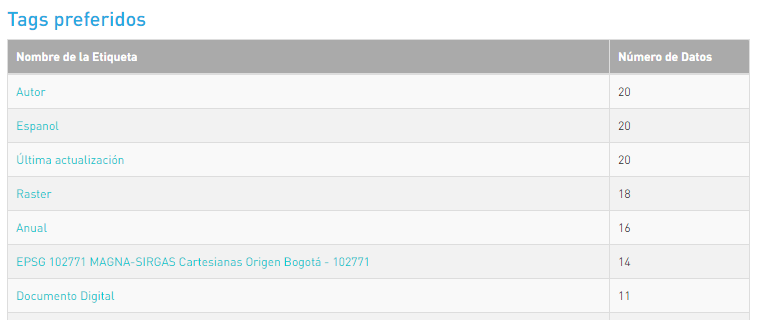 Tags preferidos
Nombre de la Etiqueta Número de Datos
Autor 20
Espanol 20
Última actualización 20
Raster 18
Anual 16
EPSG 102771 MAGNA-SIRGAS Cartesianas Origen Bogotá - 102771 14
Documento Digital 11